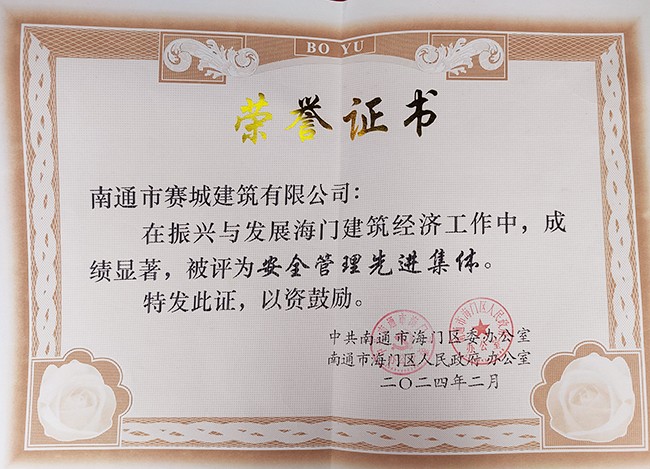 BO YU
荣誉证书
南通市赛城建筑有限公司：
在振兴与发展海门建筑经济工作中，成
绩显著，被评为安全管理先进集体。
特发此证，以资鼓励。
中共南通市海门区委办公室
南通市海门区人民政府办公室
二〇二四年二月